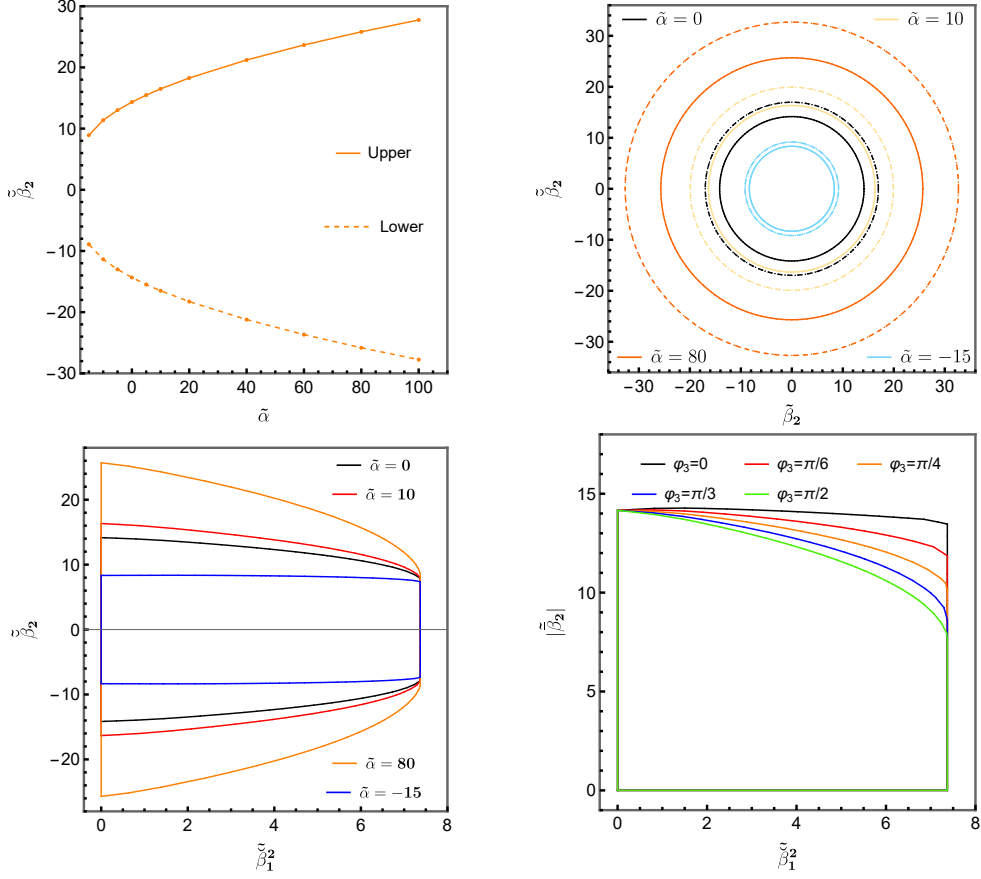 30
20
10
0
−10
−20
−30
0 20 40 60 80 100
Upper
Lower
β̃̆₂
α̃
α̃ = 0
α̃ = 10
α̃ = 80
α̃ = −15
30
20
10
0
−10
−20
−30
−30 −20 −10 0 10 20 30
β̃̆₂
β̃₂
α̃ = 0
α̃ = 10
α̃ = 80
α̃ = −15
20
10
0
−10
−20
0 2 4 6 8
β̃̆₂
β̃̆₁²
φ₃=0 φ₃=π/6 φ₃=π/4
φ₃=π/3 φ₃=π/2
15
10
5
0
0 2 4 6 8
|β̃̄₂|
β̃̆₁²